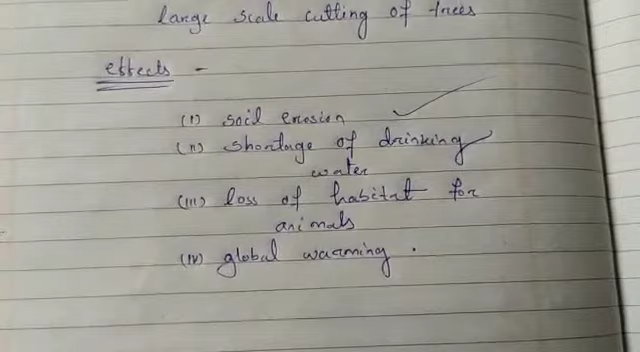 large scale cutting of trees
effects -
(i) soil erosion
(ii) shortage of drinking
water
(iii) loss of habitat for
animals
(iv) global warming .